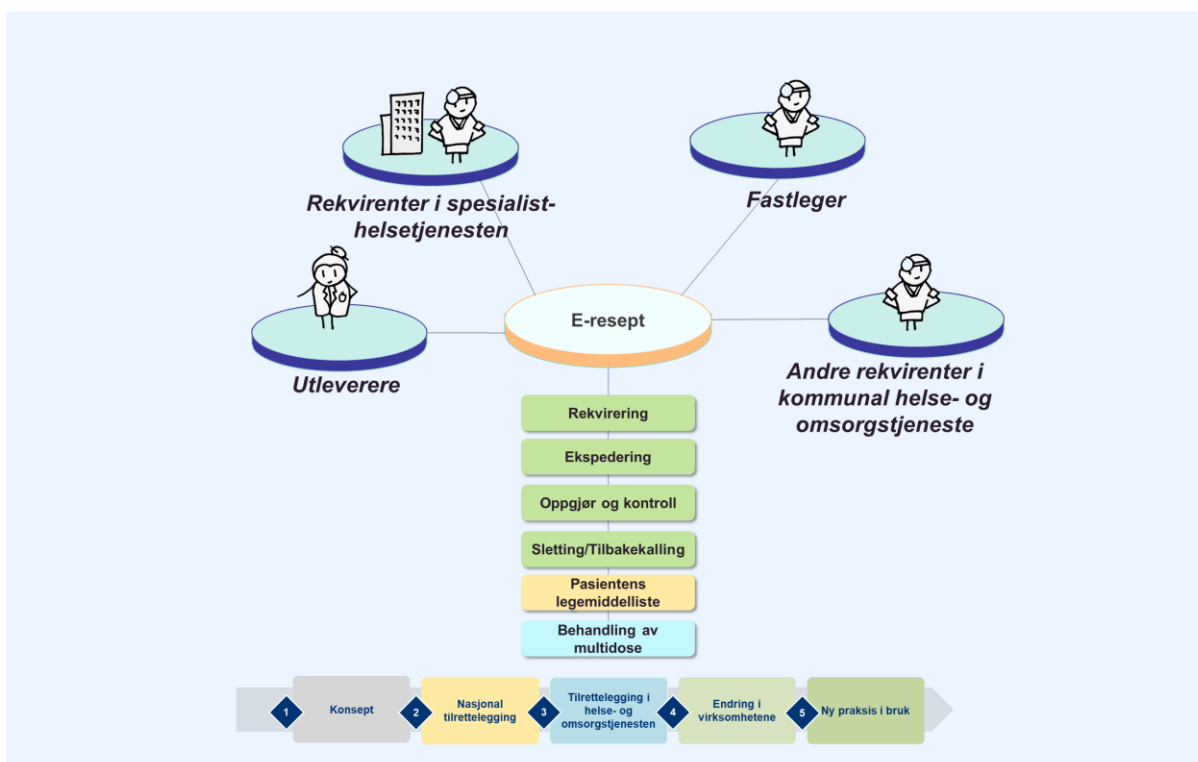 Rekvirenter i spesialist-
helsetjenesten
Fastleger
Utleverere
E-resept
Andre rekvirenter i
kommunal helse- og
omsorgstjeneste
Rekvirering
Ekspedering
Oppgjør og kontroll
Sletting/Tilbakekalling
Pasientens
legemiddelliste
Behandling av
multidose
1
Konsept
2
Nasjonal
tilrettelegging
3
Tilrettelegging i
helse- og
omsorgstjenesten
4
Endring i
virksomhetene
5
Ny praksis i bruk